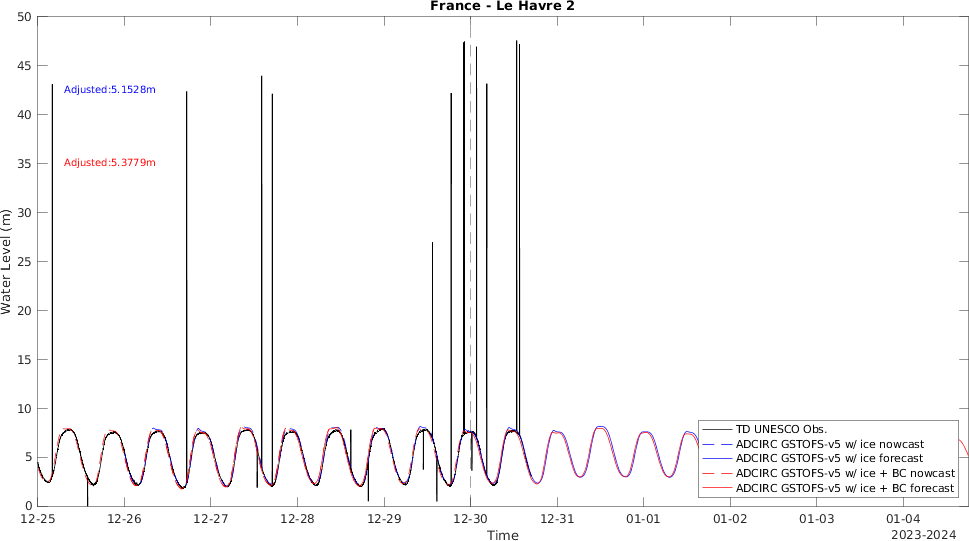 France - Le Havre 2
50
45
40
35
30
25
20
15
10
5
0
Water Level (m)
Adjusted:5.1528m
Adjusted:5.3779m
TD UNESCO Obs.
ADCIRC GSTOFS-v5 w/ ice nowcast
ADCIRC GSTOFS-v5 w/ ice forecast
ADCIRC GSTOFS-v5 w/ ice + BC nowcast
ADCIRC GSTOFS-v5 w/ ice + BC forecast
12-25 12-26 12-27 12-28 12-29 12-30 12-31 01-01 01-02 01-03 01-04
Time
2023-2024